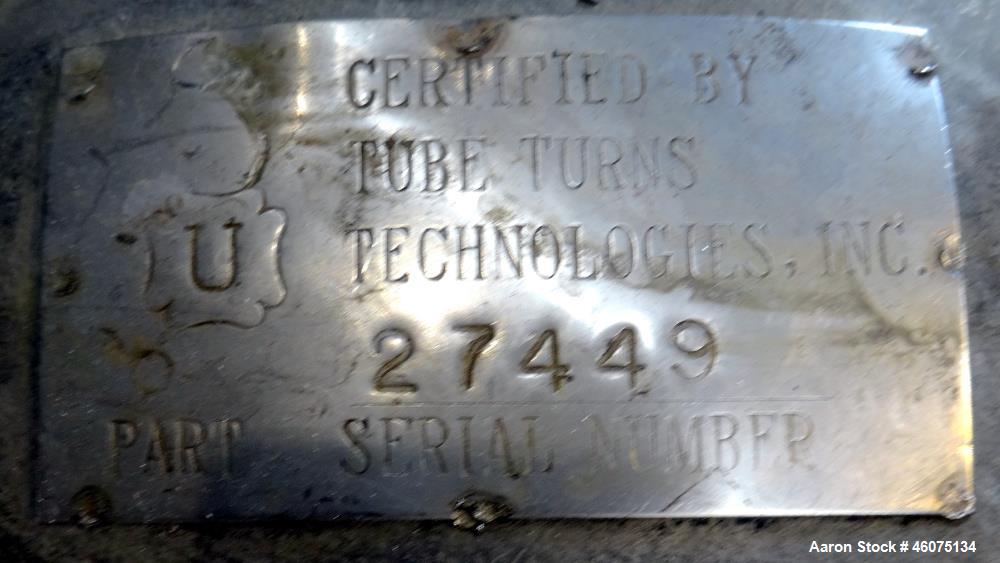 CERTIFIED BY
TUBE TURNS
U
TECHNOLOGIES, INC.
27449
PART SERIAL NUMBER
Aaron Stock # 46075134